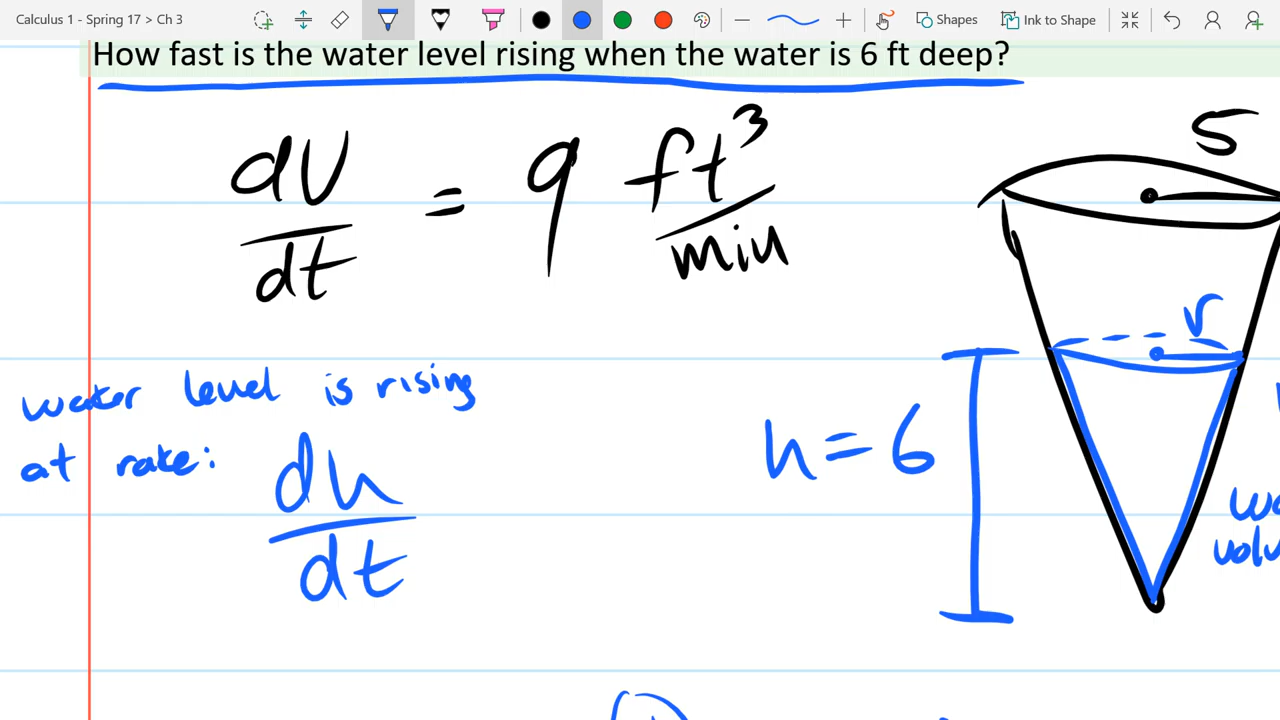 Calculus 1 - Spring 17 > Ch 3
Shapes
Ink to Shape
How fast is the water level rising when the water is 6 ft deep?
dV/dt = 9 ft³/min
5
r
water level is rising
at rate: dh/dt
h = 6